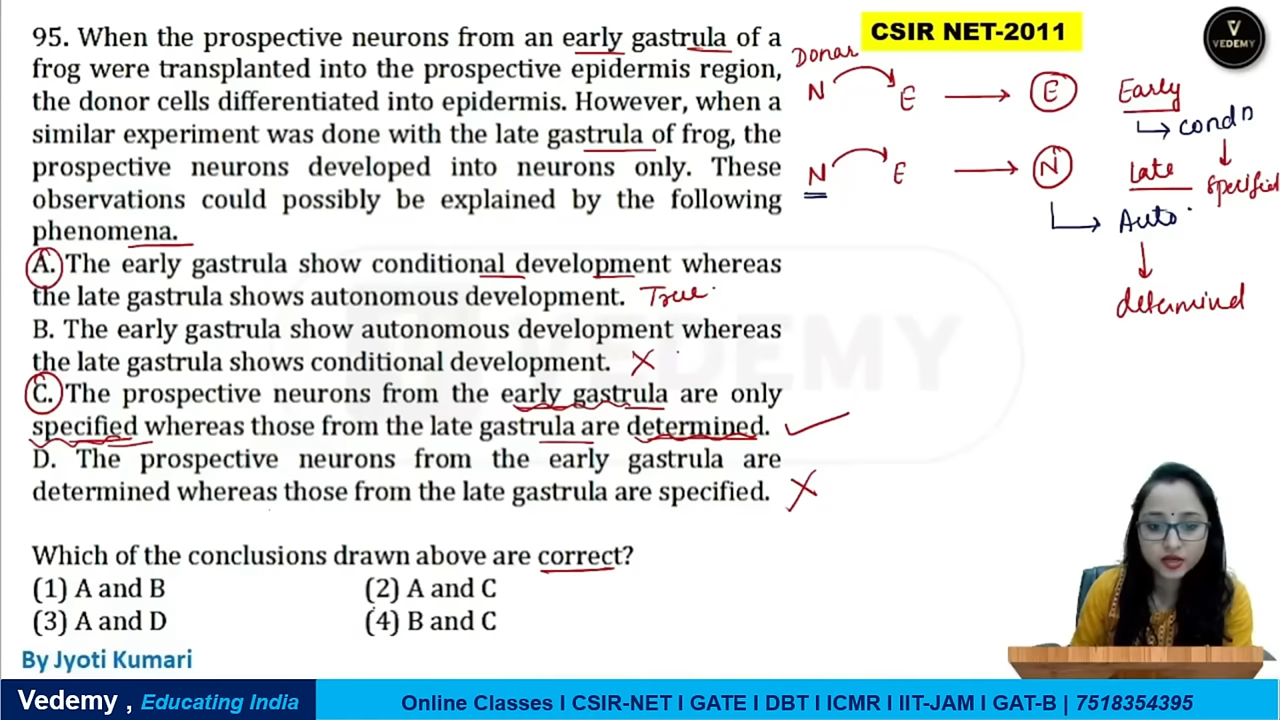 CSIR NET-2011
VEDEMY
95. When the prospective neurons from an early gastrula of a
frog were transplanted into the prospective epidermis region,
the donor cells differentiated into epidermis. However, when a
similar experiment was done with the late gastrula of frog, the
prospective neurons developed into neurons only. These
observations could possibly be explained by the following
phenomena.
A. The early gastrula show conditional development whereas
the late gastrula shows autonomous development. True
B. The early gastrula show autonomous development whereas
the late gastrula shows conditional development. X
C. The prospective neurons from the early gastrula are only
specified whereas those from the late gastrula are determined.
D. The prospective neurons from the early gastrula are
determined whereas those from the late gastrula are specified. X
Which of the conclusions drawn above are correct?
(1) A and B (2) A and C
(3) A and D (4) B and C
Donar
N E → E Early
↳ condn
N E → N late
↓ specified
↳ Auto
↓
determined
VEDEMY
By Jyoti Kumari
Vedemy , Educating India
Online Classes I CSIR-NET I GATE I DBT I ICMR I IIT-JAM I GAT-B | 7518354395